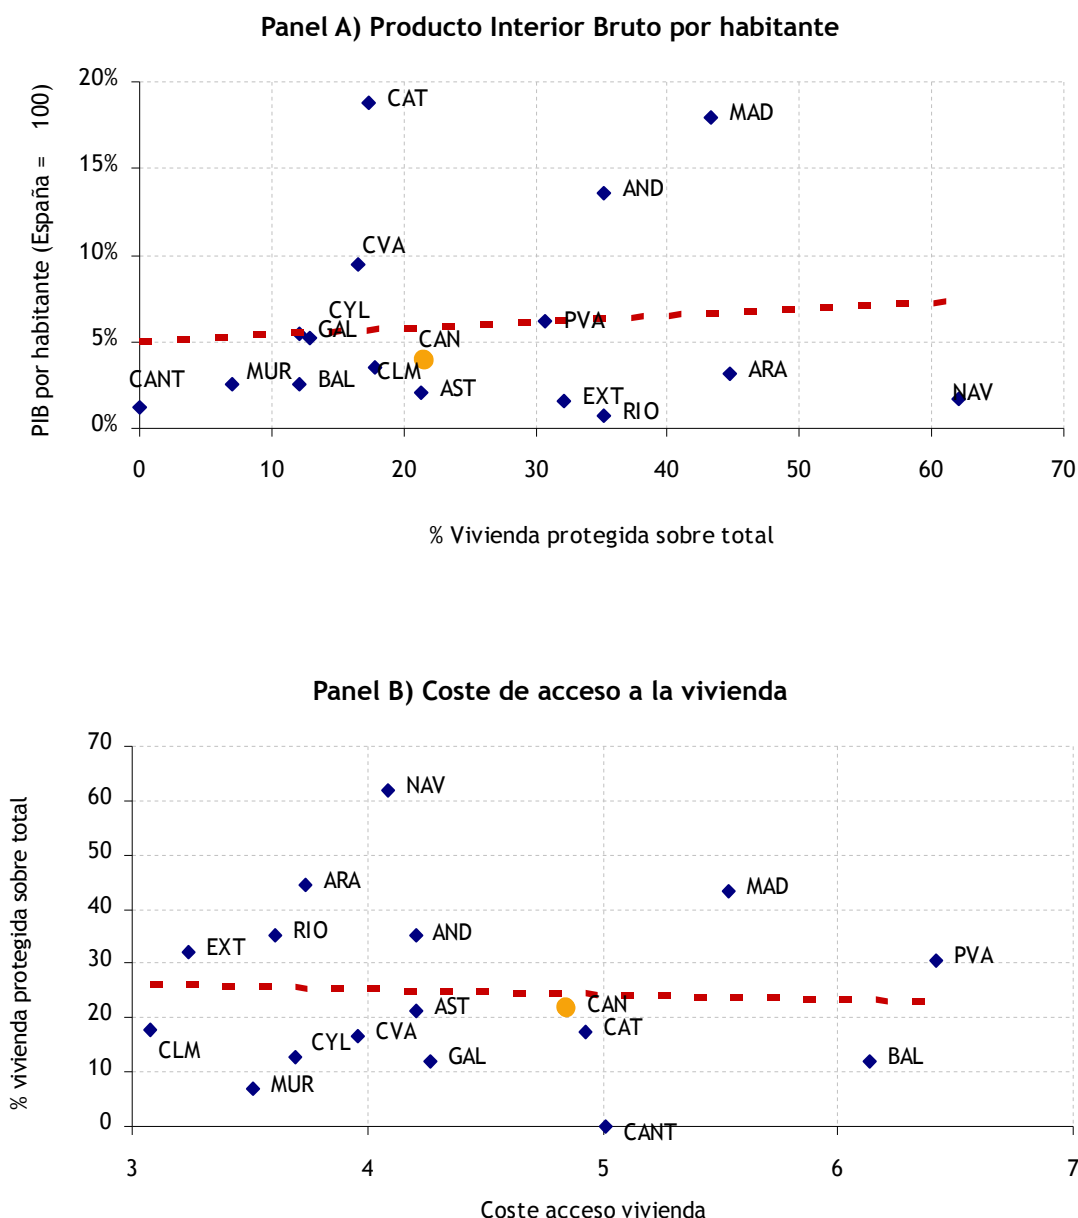 Panel A) Producto Interior Bruto por habitante
PIB por habitante (España = 100)
20%
15%
10%
5%
0%
CAT
MAD
AND
CVA
CYL
GAL
PVA
CAN
CANT
MUR
BAL
CLM
AST
EXT
RIO
ARA
NAV
0 10 20 30 40 50 60 70
% Vivienda protegida sobre total
Panel B) Coste de acceso a la vivienda
% vivienda protegida sobre total
70
60
50
40
30
20
10
0
NAV
ARA
MAD
RIO
AND
EXT
PVA
AST
CAN
CLM
CYL
CVA
GAL
CAT
BAL
MUR
CANT
3 4 5 6 7
Coste acceso vivienda